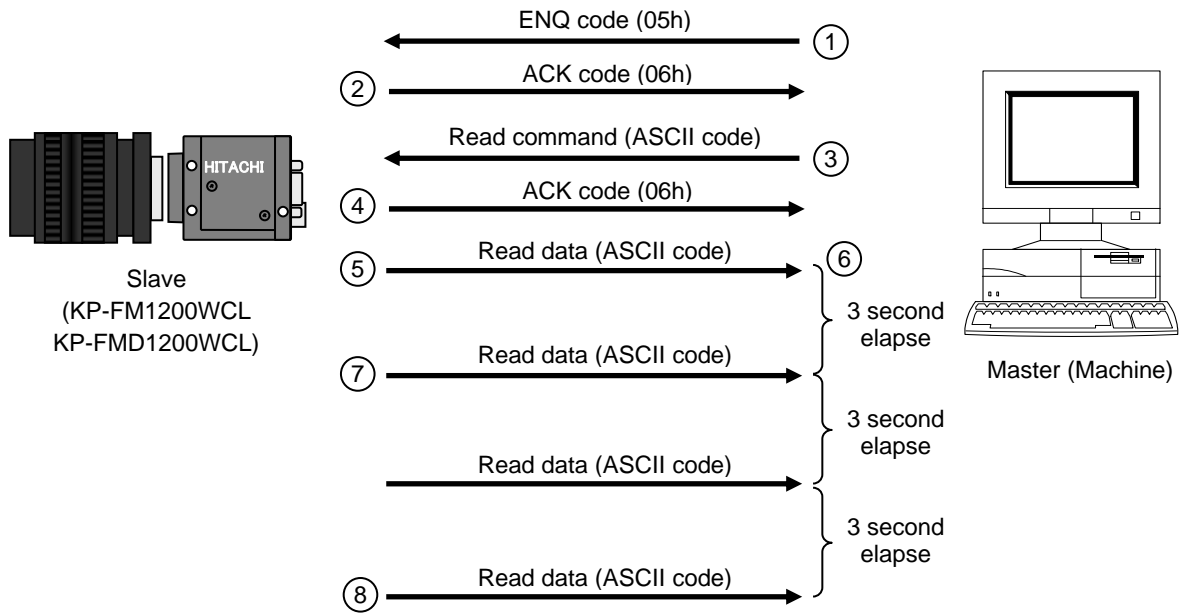 ENQ code (05h)
1
ACK code (06h)
2
Read command (ASCII code)
3
HITACHI
ACK code (06h)
4
Read data (ASCII code)
5
6
Slave
(KP-FM1200WCL
KP-FMD1200WCL)
3 second
elapse
Read data (ASCII code)
7
Master (Machine)
3 second
elapse
Read data (ASCII code)
3 second
elapse
Read data (ASCII code)
8